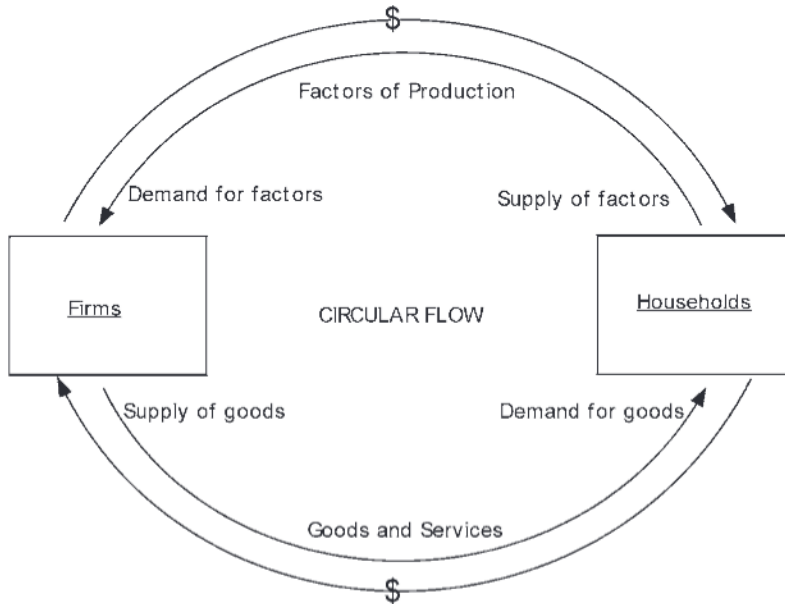 $
Factors of Production
Demand for factors
Supply of factors
Firms
CIRCULAR FLOW
Households
Supply of goods
Demand for goods
Goods and Services
$